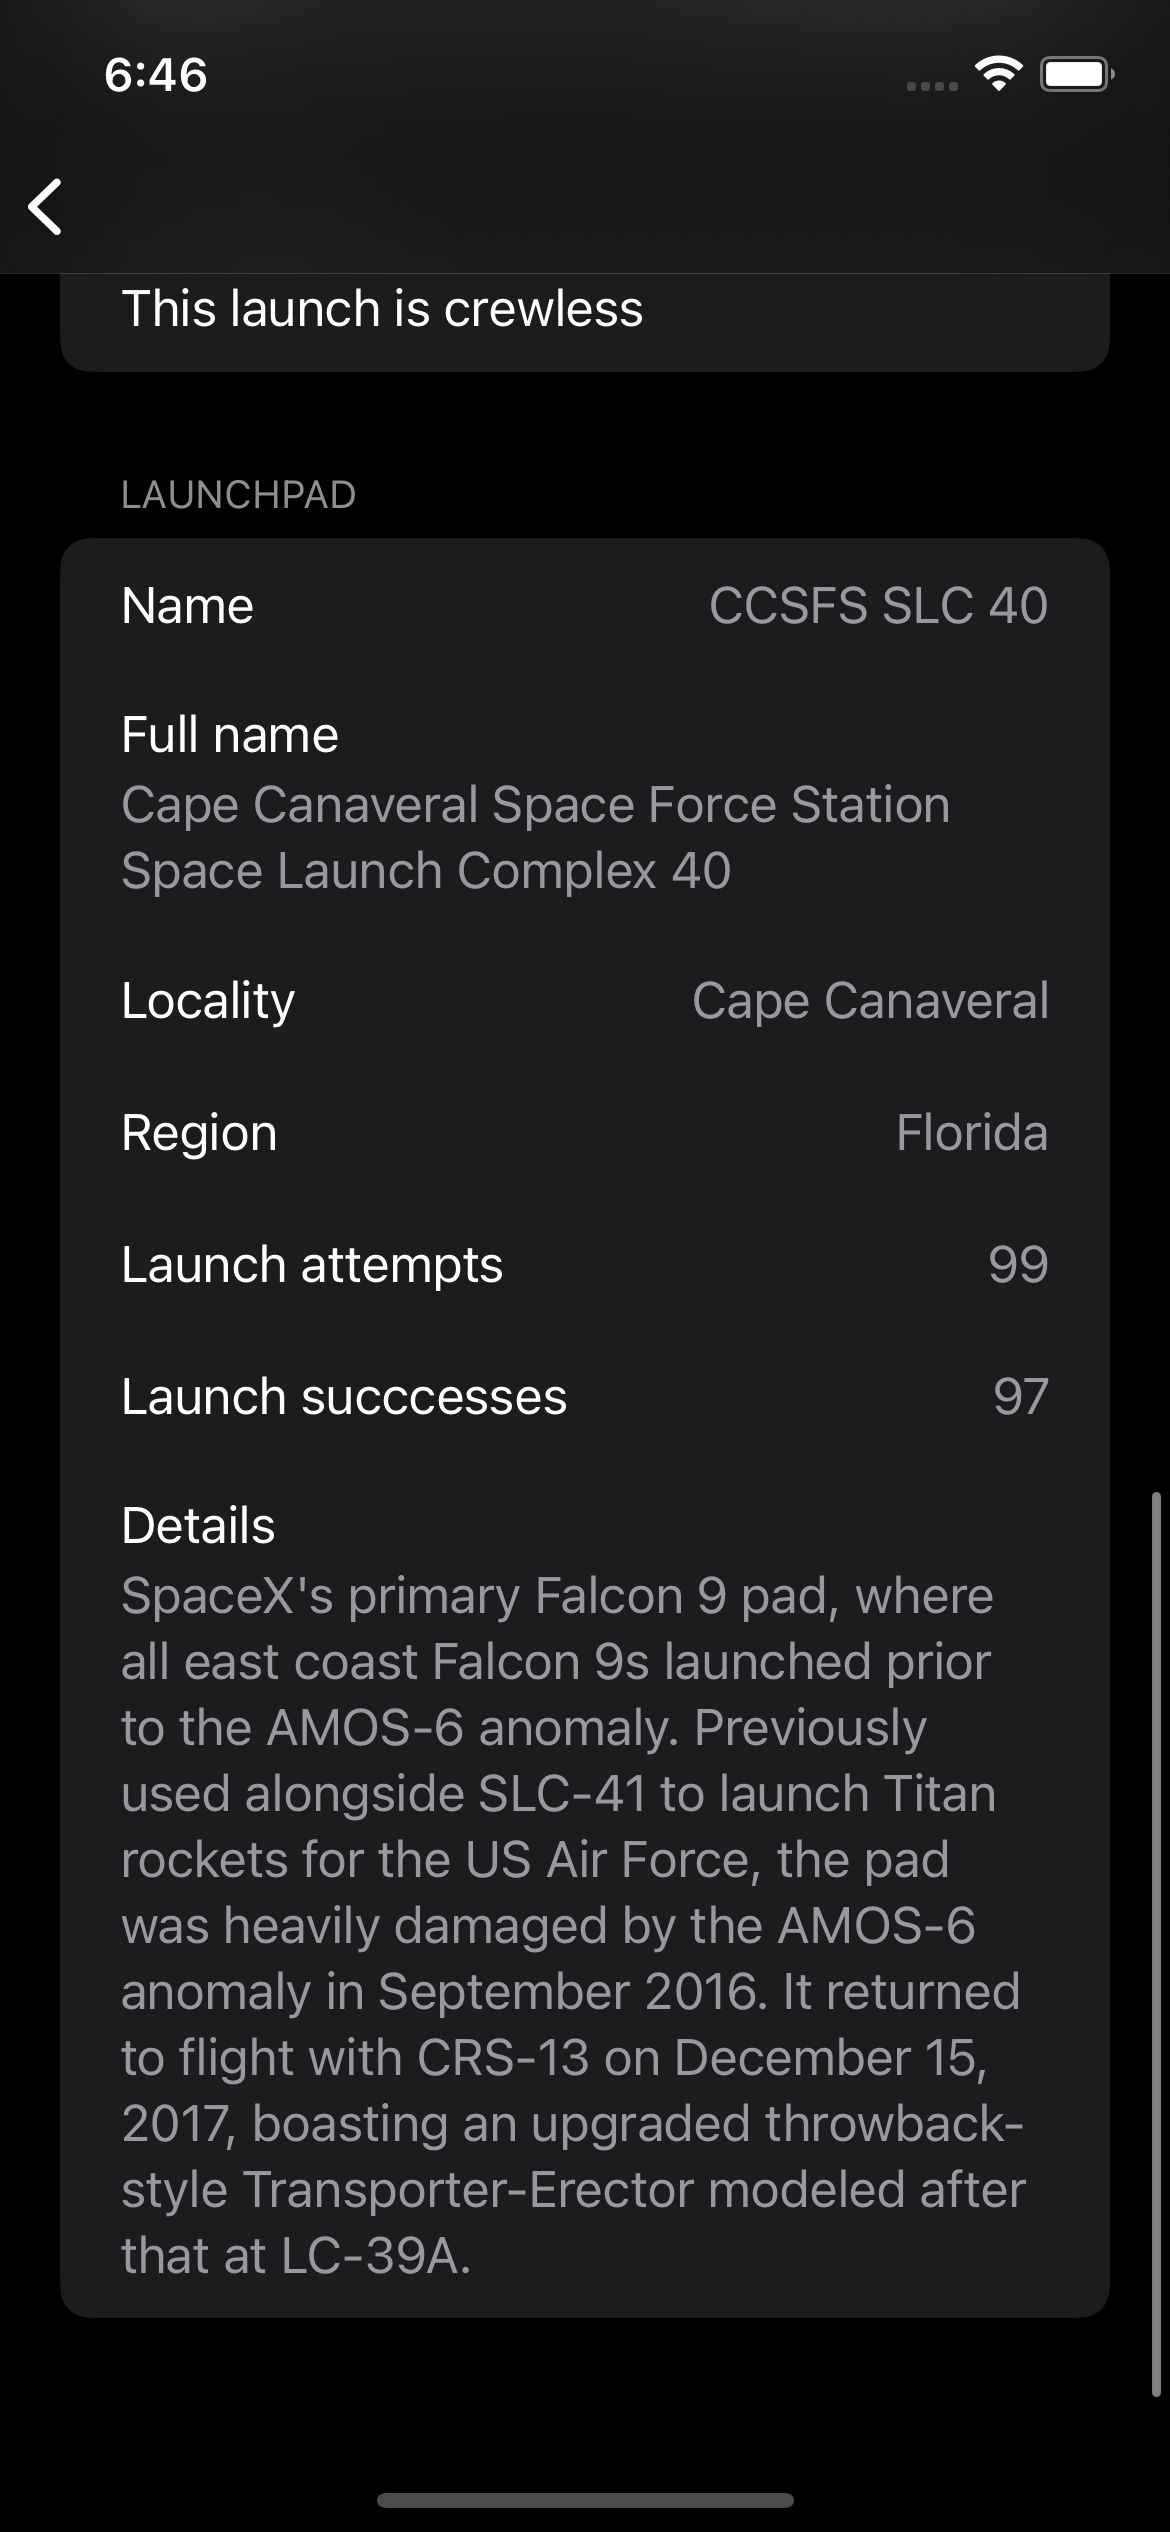 6:46
This launch is crewless
LAUNCHPAD
Name CCSFS SLC 40
Full name
Cape Canaveral Space Force Station
Space Launch Complex 40
Locality Cape Canaveral
Region Florida
Launch attempts 99
Launch succcesses 97
Details
SpaceX's primary Falcon 9 pad, where
all east coast Falcon 9s launched prior
to the AMOS-6 anomaly. Previously
used alongside SLC-41 to launch Titan
rockets for the US Air Force, the pad
was heavily damaged by the AMOS-6
anomaly in September 2016. It returned
to flight with CRS-13 on December 15,
2017, boasting an upgraded throwback-
style Transporter-Erector modeled after
that at LC-39A.